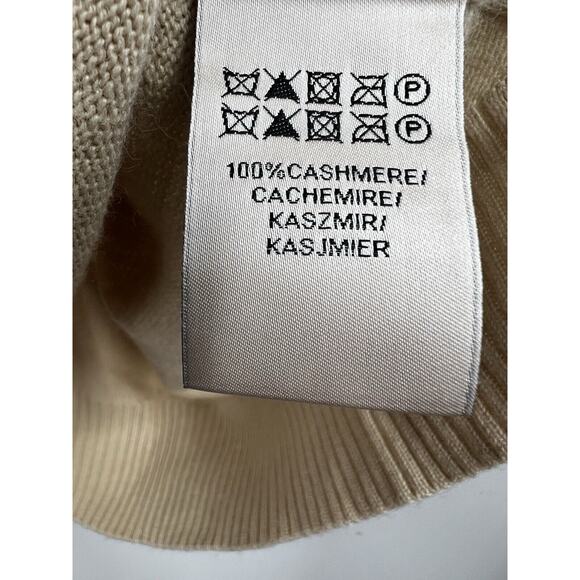 P
P
100%CASHMERE/
CACHEMIRE/
KASZMIR/
KASJMIER